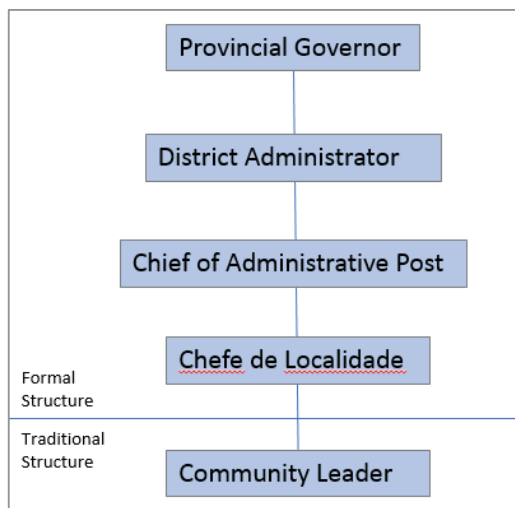 Provincial Governor
District Administrator
Chief of Administrative Post
Chefe de Localidade
Formal
Structure
Traditional
Structure
Community Leader